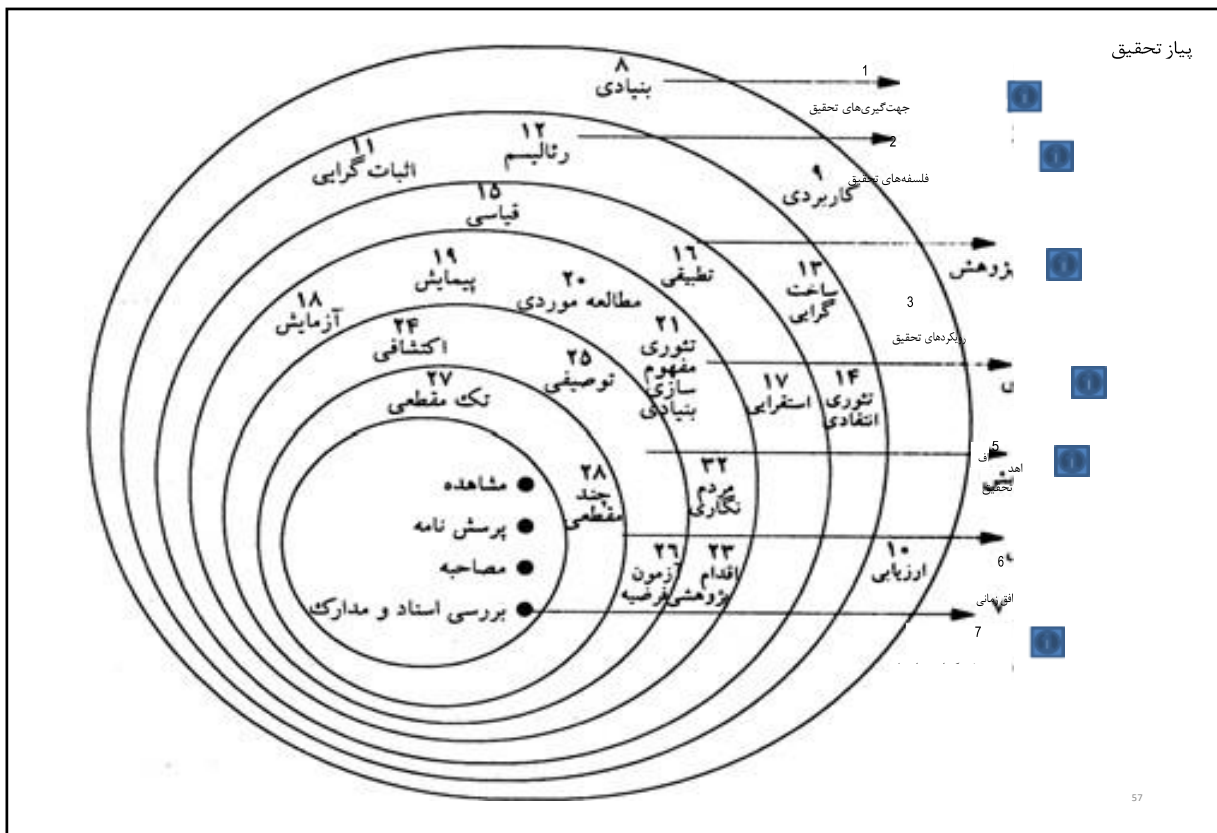 پیاز تحقیق
۸
بنیادی
1
جهت‌گیری‌های تحقیق
۱۱
اثبات گرایی
۱۲
رئالیسم
2
فلسفه‌های تحقیق
۹
کاربردی
۱۵
قیاسی
۱۶
تطبیقی
۱۳
ساخت
گرایی
پژوهش
3
رویکردهای تحقیق
۱۸
آزمایش
۱۹
پیمایش
۲۰
مطالعه موردی
۲۱
تئوری
مفهوم
سازی
بنیادی
۱۷
استقرایی
۱۴
تئوری
انتقادی
۲۴
اکتشافی
۲۵
توصیفی
۲۷
تک مقطعی
5
اهداف
تحقیق
۳۲
مردم
نگاری
۲۸
چند
مقطعی
مشاهده
پرسش نامه
مصاحبه
بررسی اسناد و مدارک
۲۶
آزمون
فرضیه
۲۳
اقدام
پژوهشی
۱۰
ارزیابی
6
افق زمانی
۷
7
57